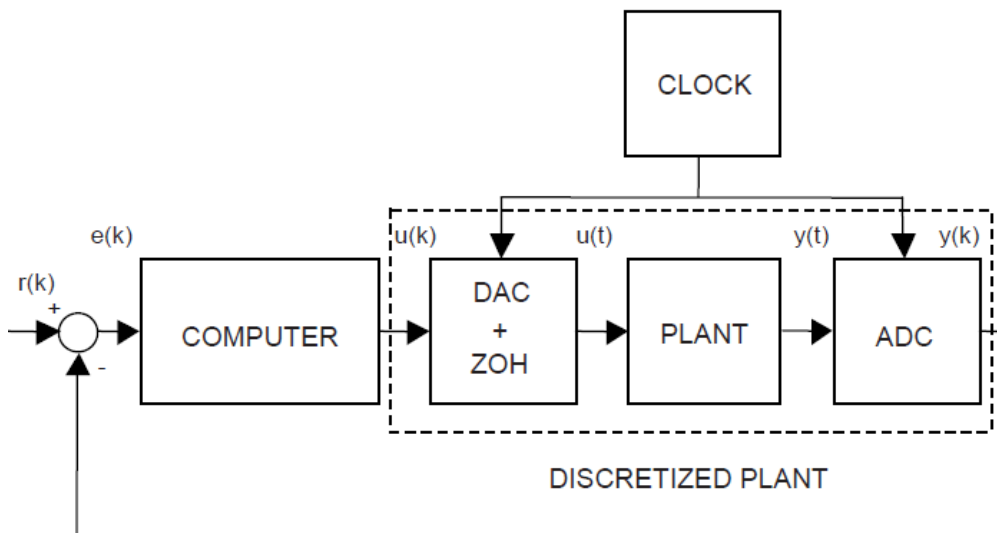 CLOCK
e(k)
u(k)
u(t)
y(t)
y(k)
r(k)
+
-
COMPUTER
DAC
+
ZOH
PLANT
ADC
DISCRETIZED PLANT